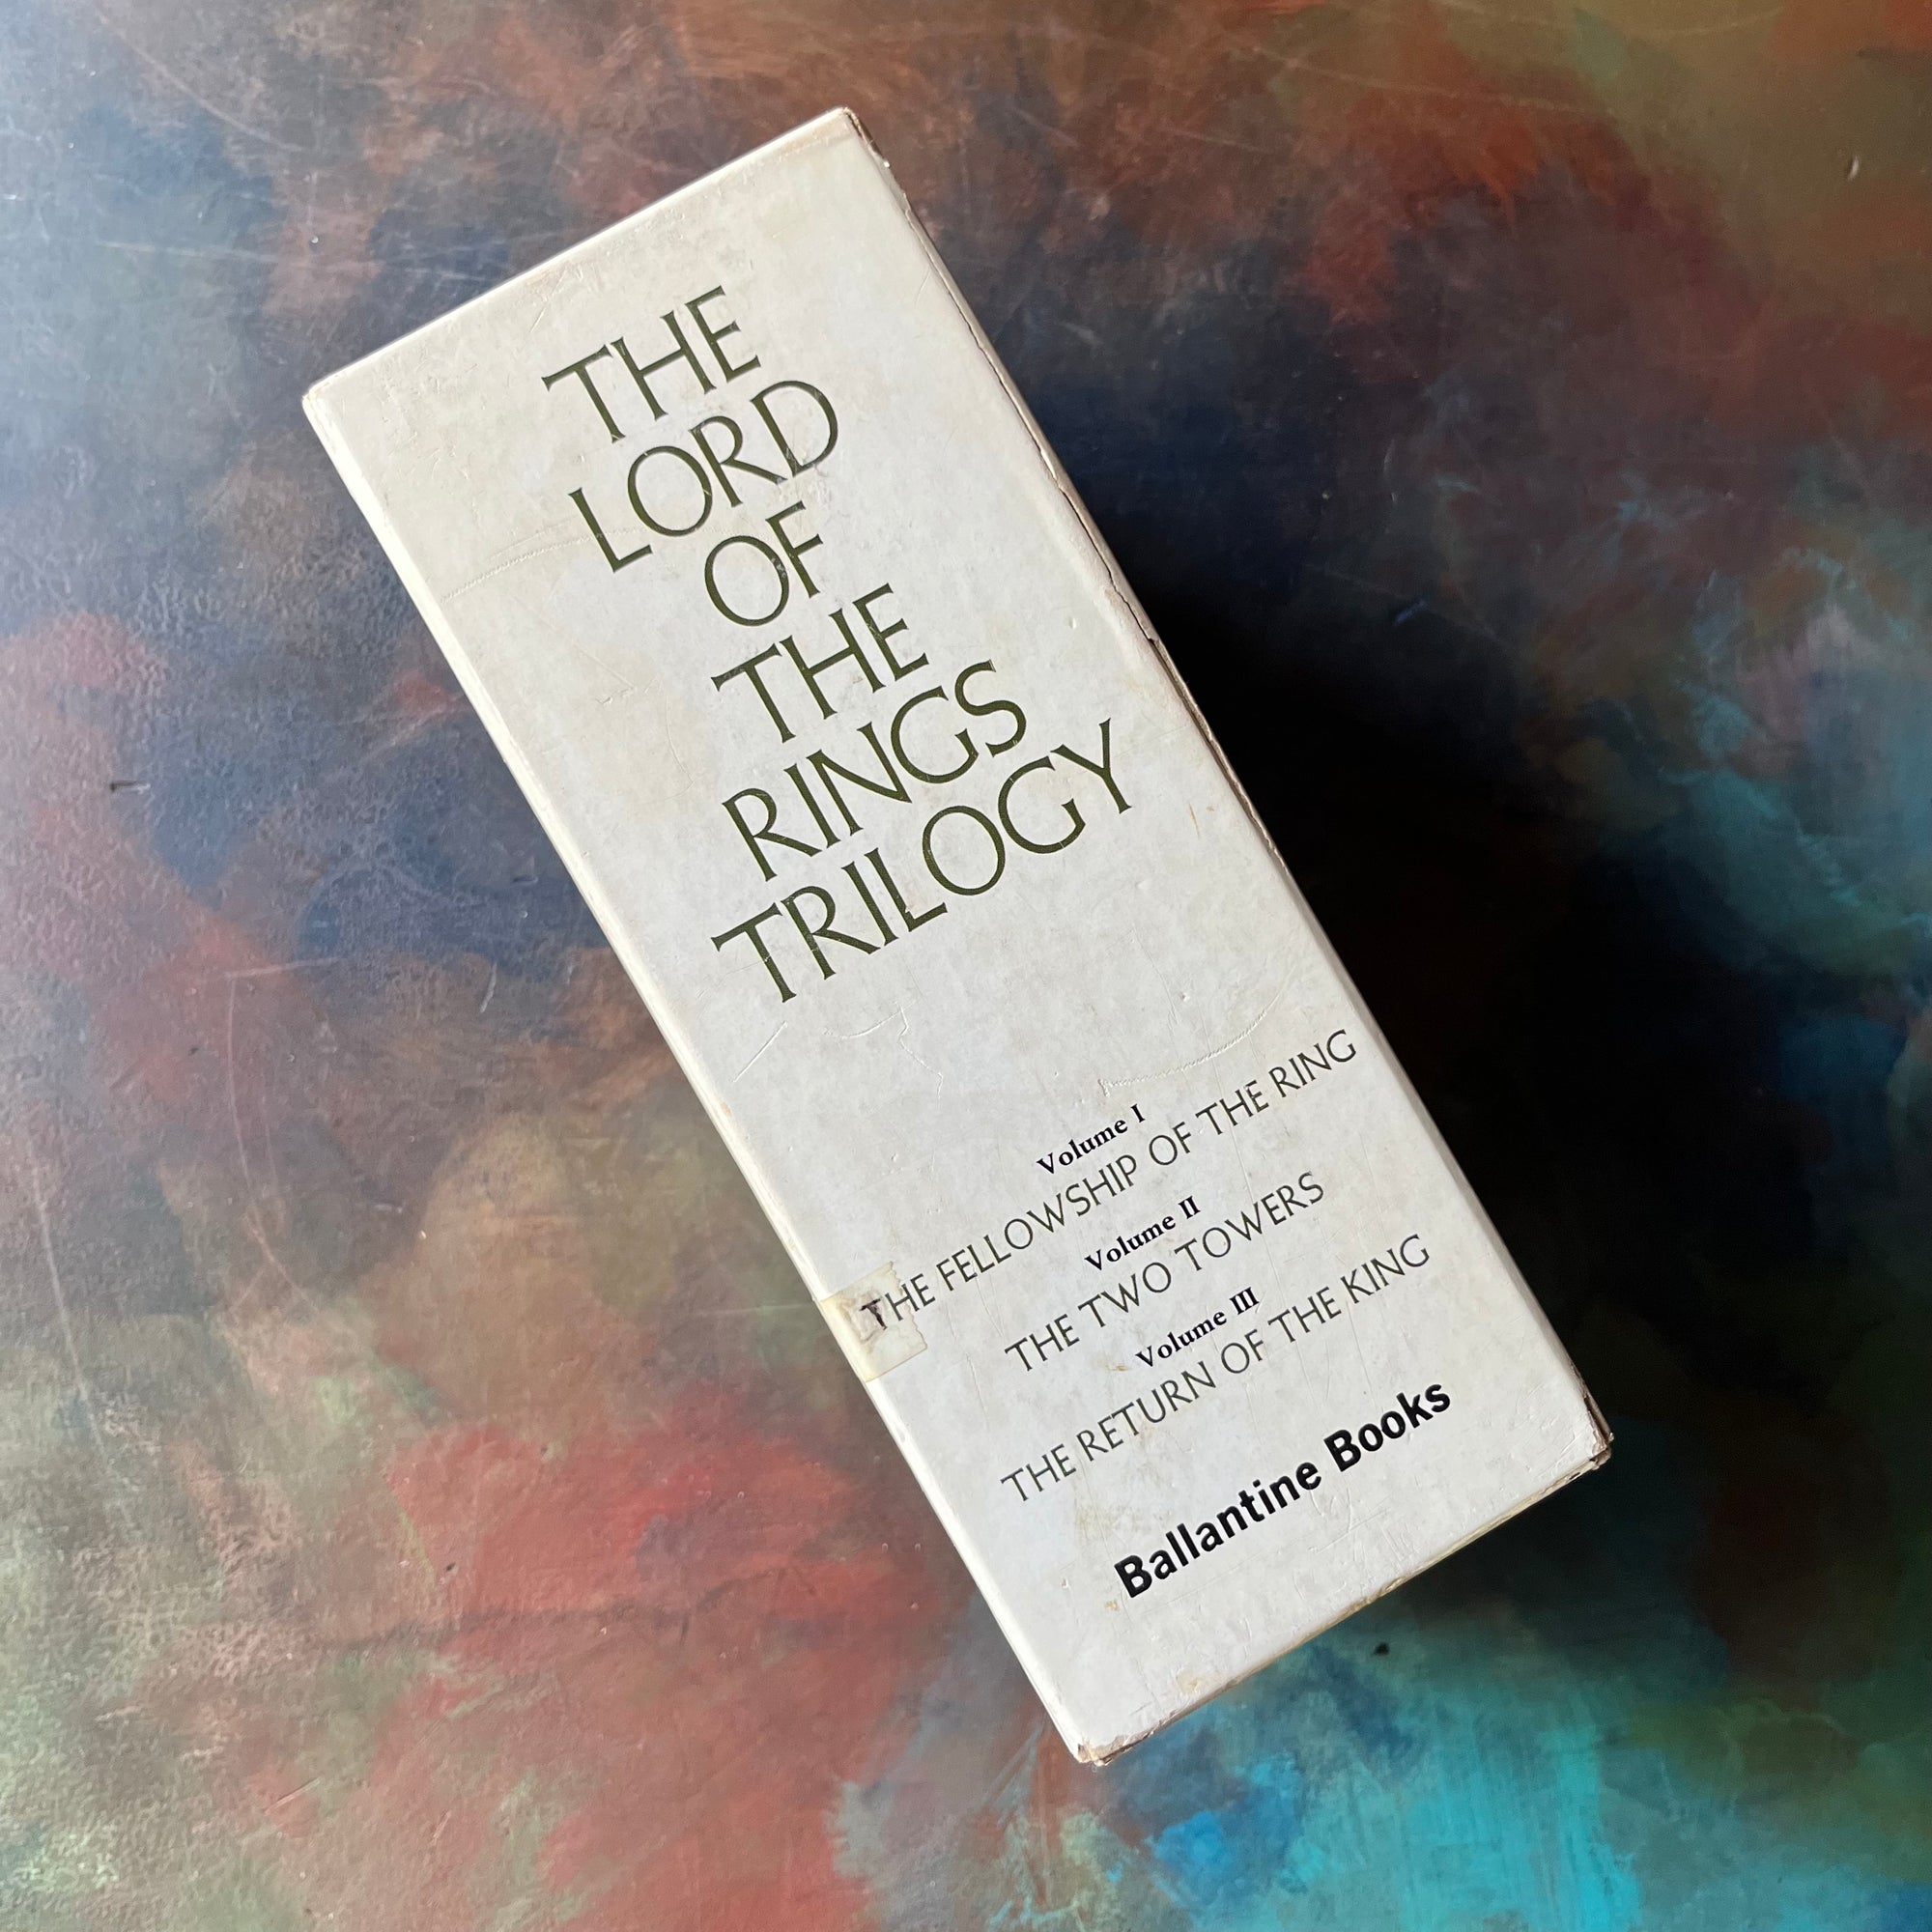 THE
LORD
OF
THE
RINGS
TRILOGY
Volume I
THE FELLOWSHIP OF THE RING
Volume II
THE TWO TOWERS
Volume III
THE RETURN OF THE KING
Ballantine Books